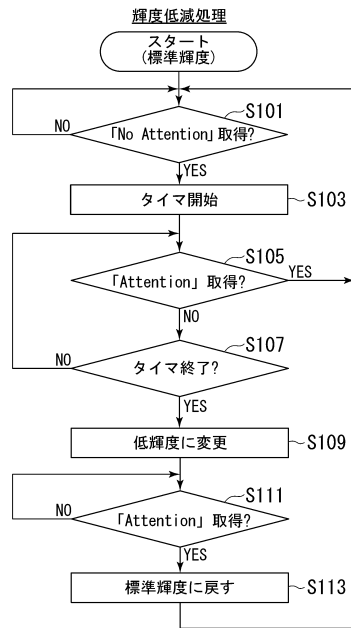 輝度低減処理
スタート
(標準輝度)
S101
「No Attention」取得?
NO
YES
タイマ開始
S103
S105
「Attention」取得?
YES
NO
S107
タイマ終了?
NO
YES
低輝度に変更
S109
S111
「Attention」取得?
NO
YES
標準輝度に戻す
S113